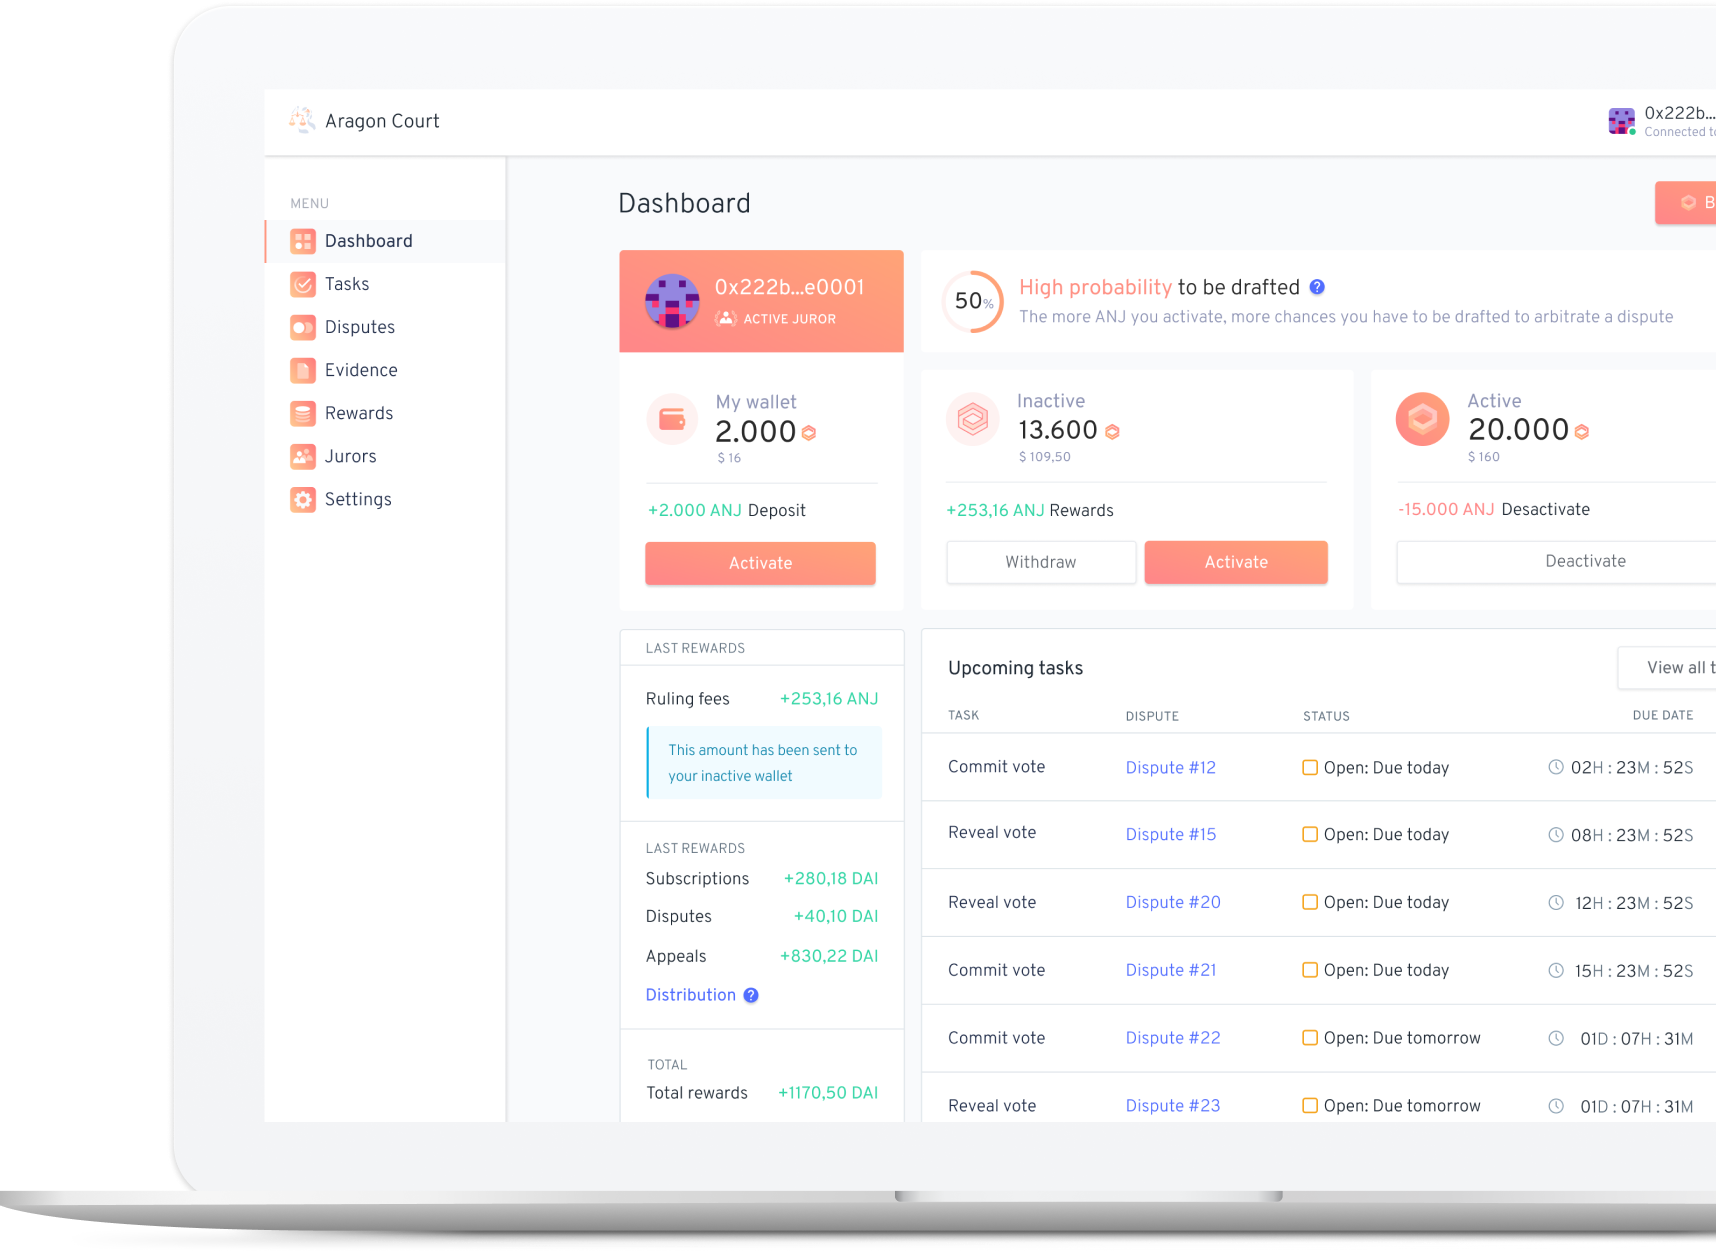 Aragon Court
0x222b...
Connected to
MENU
Dashboard
Tasks
Disputes
Evidence
Rewards
Jurors
Settings
Dashboard
B
0x222b...e0001
ACTIVE JUROR
50%
High probability to be drafted ?
The more ANJ you activate, more chances you have to be drafted to arbitrate a dispute
My wallet
2.000
$ 16
+2.000 ANJ Deposit
Activate
Inactive
13.600
$ 109,50
+253,16 ANJ Rewards
Withdraw Activate
Active
20.000
$ 160
-15.000 ANJ Desactivate
Deactivate
LAST REWARDS
Ruling fees +253,16 ANJ
This amount has been sent to
your inactive wallet
LAST REWARDS
Subscriptions +280,18 DAI
Disputes +40,10 DAI
Appeals +830,22 DAI
Distribution ?
TOTAL
Total rewards +1170,50 DAI
Upcoming tasks
View all t
TASK DISPUTE STATUS DUE DATE
Commit vote Dispute #12 Open: Due today 02H : 23M : 52S
Reveal vote Dispute #15 Open: Due today 08H : 23M : 52S
Reveal vote Dispute #20 Open: Due today 12H : 23M : 52S
Commit vote Dispute #21 Open: Due today 15H : 23M : 52S
Commit vote Dispute #22 Open: Due tomorrow 01D : 07H : 31M
Reveal vote Dispute #23 Open: Due tomorrow 01D : 07H : 31M